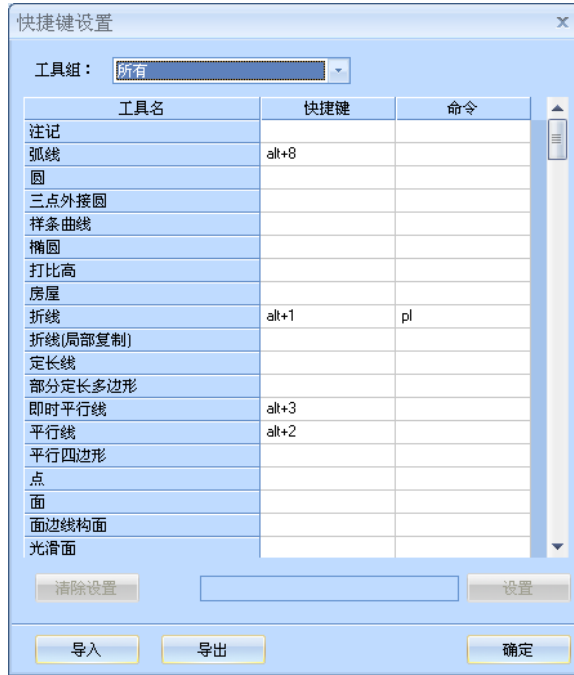 快捷键设置
工具组： 所有
工具名 快捷键 命令
注记
弧线 alt+8
圆
三点外接圆
样条曲线
椭圆
打比高
房屋
折线 alt+1 pl
折线(局部复制)
定长线
部分定长多边形
即时平行线 alt+3
平行线 alt+2
平行四边形
点
面
面边线构面
光滑面
清除设置 设置
导入 导出 确定